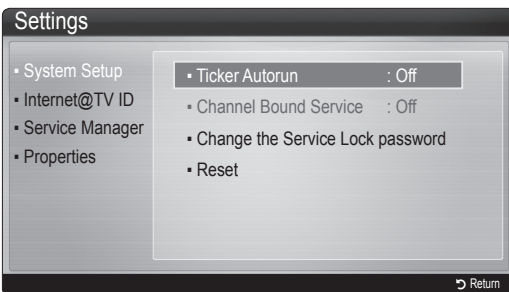 Settings
▪ System Setup
▪ Internet@TV ID
▪ Service Manager
▪ Properties
▪ Ticker Autorun : Off
▪ Channel Bound Service : Off
▪ Change the Service Lock password
▪ Reset
Return